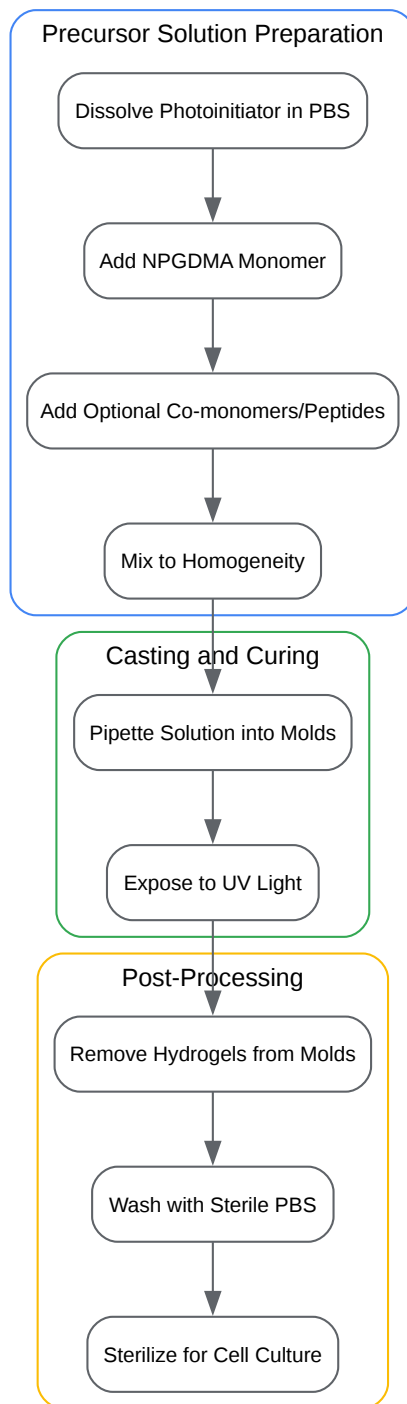 Precursor Solution Preparation
Dissolve Photoinitiator in PBS
Add NPGDMA Monomer
Add Optional Co-monomers/Peptides
Mix to Homogeneity
Casting and Curing
Pipette Solution into Molds
Expose to UV Light
Post-Processing
Remove Hydrogels from Molds
Wash with Sterile PBS
Sterilize for Cell Culture